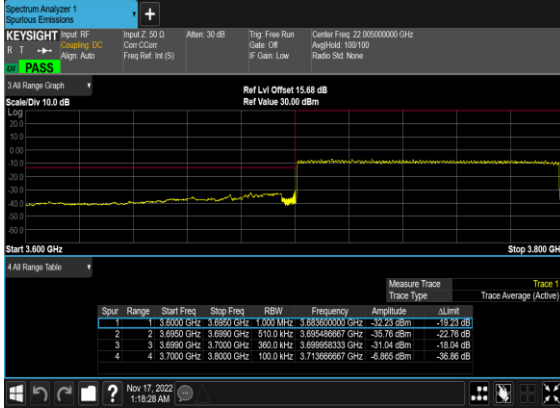 Spectrum Analyzer 1
Spurious Emissions
+
KEYSIGHT Input: RF Input Z: 50 Ω Atten: 30 dB Trig: Free Run Center Freq: 22.005000000 GHz
R T Coupling: DC Corr CCorr Gate: Off Avg|Hold: 100/100
Align: Auto Freq Ref: Int (S) IF Gain: Low Radio Std: None
PASS
3 All Range Graph Ref Lvl Offset 15.68 dB
Scale/Div 10.0 dB Ref Value 30.00 dBm
Log
20.0
10.0
0.00
-10.0
-20.0
-30.0
-40.0
-50.0
-60.0
Start 3.600 GHz Stop 3.800 GH
4 All Range Table
Measure Trace Trace 1
Trace Type Trace Average (Active)
Spur Range Start Freq Stop Freq RBW Frequency Amplitude ΔLimit
1 1 3.6000 GHz 3.6950 GHz 1.000 MHz 3.683600000 GHz -32.23 dBm -19.23 dB
2 2 3.6950 GHz 3.6990 GHz 510.0 kHz 3.695486667 GHz -35.76 dBm -22.76 dB
3 3 3.6990 GHz 3.7000 GHz 360.0 kHz 3.699958333 GHz -31.04 dBm -18.04 dB
4 4 3.7000 GHz 3.8000 GHz 100.0 kHz 3.713666667 GHz -6.865 dBm -36.86 dB
? Nov 17, 2022
1:18:28 AM